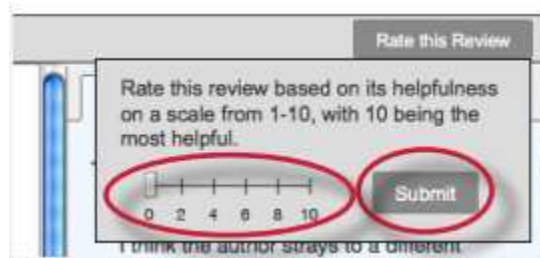 Rate this Review
Rate this review based on its helpfulness
on a scale from 1-10, with 10 being the
most helpful.
0 2 4 6 8 10
Submit
I think the author strays to a different